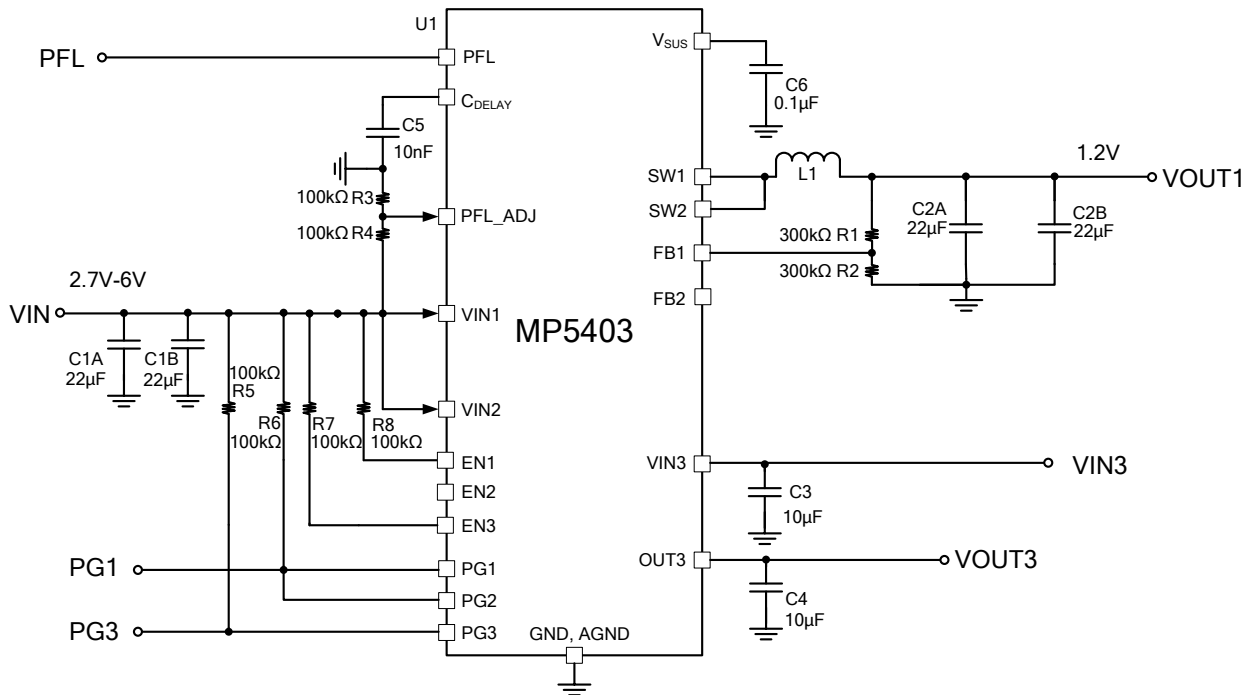 U1
PFL
PFL
V_SUS
C6
0.1µF
C_DELAY
C5
10nF
100kΩ R3
PFL_ADJ
100kΩ R4
SW1
SW2
L1
1.2V
VOUT1
C2A
22µF
C2B
22µF
300kΩ R1
FB1
300kΩ R2
FB2
2.7V-6V
VIN
VIN1
MP5403
C1A
22µF
C1B
22µF
100kΩ
R5
R6
100kΩ
R7
100kΩ
R8
100kΩ
VIN2
EN1
EN2
EN3
VIN3
VIN3
C3
10µF
OUT3
VOUT3
C4
10µF
PG1
PG1
PG2
PG3
PG3
GND, AGND